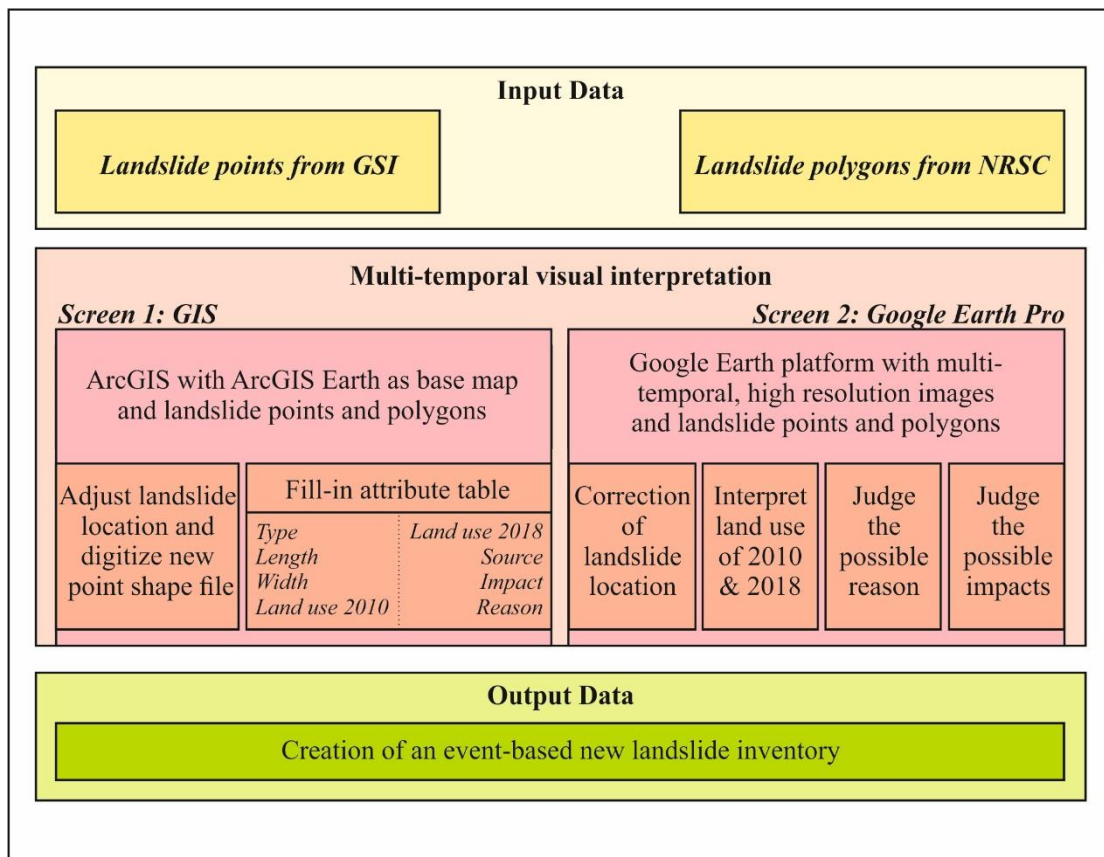 Input Data
Landslide points from GSI
Landslide polygons from NRSC
Multi-temporal visual interpretation
Screen 1: GIS
Screen 2: Google Earth Pro
ArcGIS with ArcGIS Earth as base map
and landslide points and polygons
Google Earth platform with multi-
temporal, high resolution images
and landslide points and polygons
Adjust landslide
location and
digitize new
point shape file
Fill-in attribute table
Type
Length
Width
Land use 2010
Land use 2018
Source
Impact
Reason
Correction
of
landslide
location
Interpret
land use
of 2010
& 2018
Judge
the
possible
reason
Judge
the
possible
impacts
Output Data
Creation of an event-based new landslide inventory